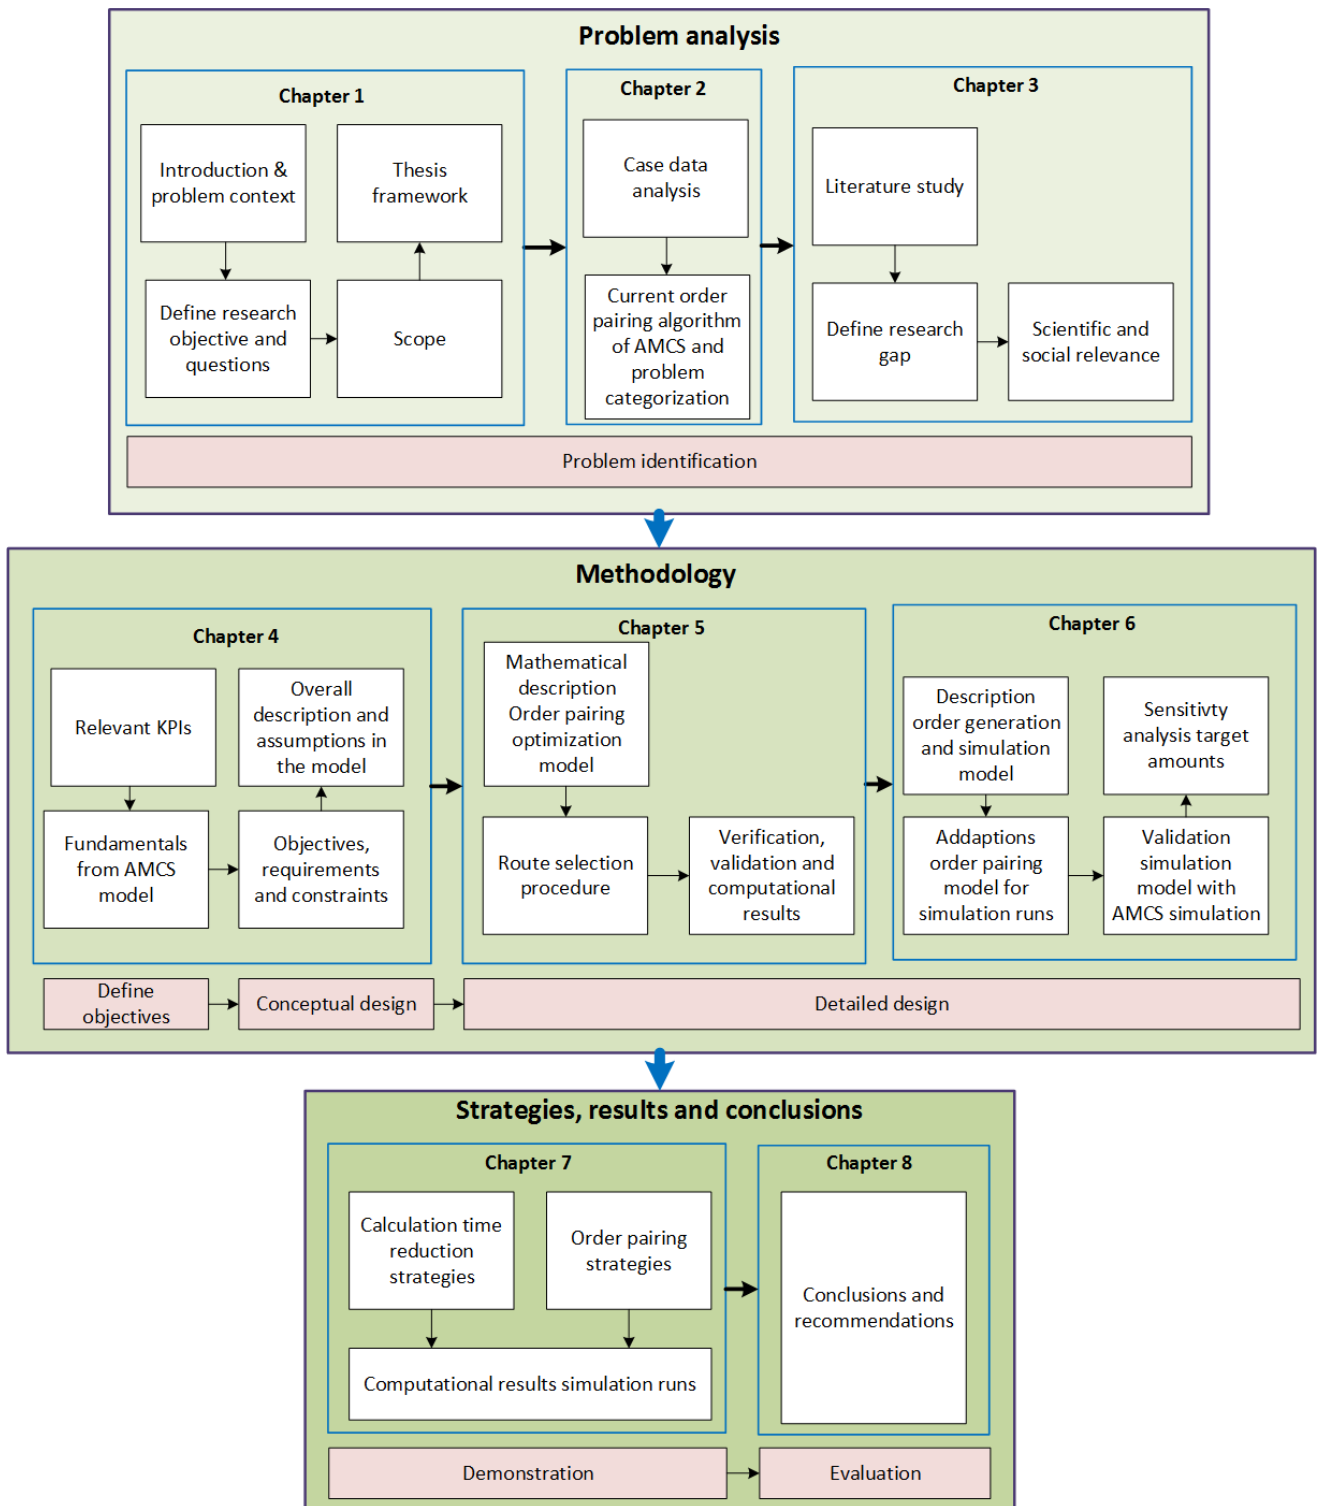 Problem analysis
Chapter 1
Introduction &
problem context
Thesis
framework
Define research
objective and
questions
Scope
Chapter 2
Case data
analysis
Current order
pairing algorithm
of AMCS and
problem
categorization
Chapter 3
Literature study
Define research
gap
Scientific and
social relevance
Problem identification
Methodology
Chapter 4
Relevant KPIs
Overall
description and
assumptions in
the model
Fundamentals
from AMCS
model
Objectives,
requirements
and constraints
Chapter 5
Mathematical
description
Order pairing
optimization
model
Route selection
procedure
Verification,
validation and
computational
results
Chapter 6
Description
order generation
and simulation
model
Sensitivty
analysis target
amounts
Addaptions
order pairing
model for
simulation runs
Validation
simulation
model with
AMCS simulation
Define
objectives
Conceptual design
Detailed design
Strategies, results and conclusions
Chapter 7
Calculation time
reduction
strategies
Order pairing
strategies
Computational results simulation runs
Chapter 8
Conclusions and
recommendations
Demonstration
Evaluation